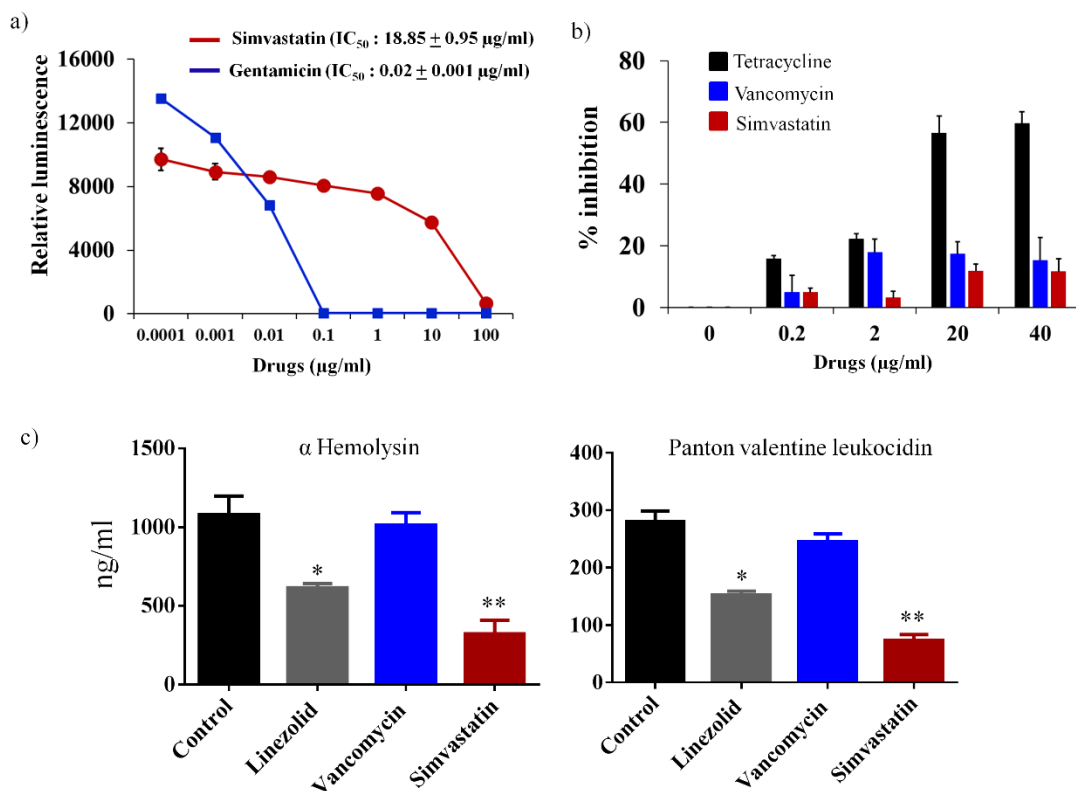 a)
Simvastatin (IC50 : 18.85 ± 0.95 µg/ml)
Gentamicin (IC50 : 0.02 ± 0.001 µg/ml)
Relative luminescence
16000
12000
8000
4000
0
0.0001 0.001 0.01 0.1 1 10 100
Drugs (µg/ml)
b)
Tetracycline
Vancomycin
Simvastatin
% inhibition
80
60
40
20
0
0 0.2 2 20 40
Drugs (µg/ml)
c)
α Hemolysin
ng/ml
1500
1000
500
0
*
**
Control
Linezolid
Vancomycin
Simvastatin
Panton valentine leukocidin
400
300
200
100
0
*
**
Control
Linezolid
Vancomycin
Simvastatin